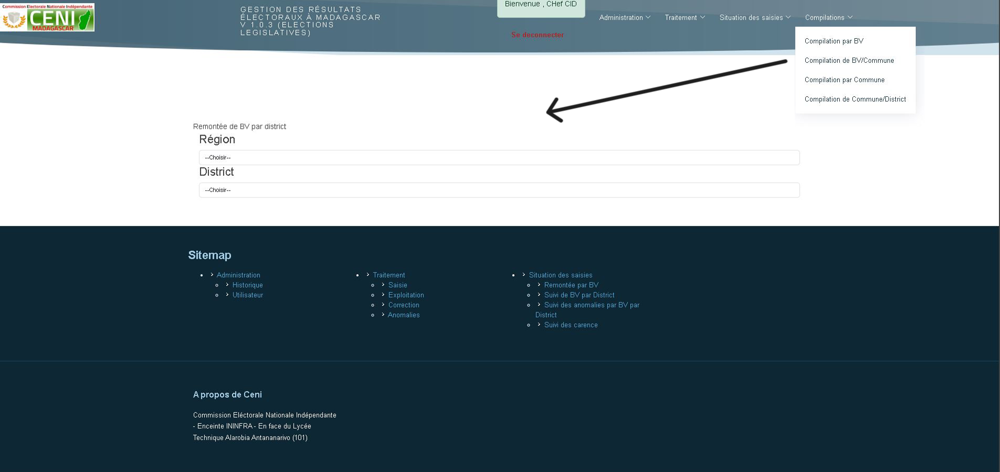 Commission Electorale Nationale Indépendante
CENI
MADAGASCAR
GESTION DES RÉSULTATS
ÉLECTORAUX À MADAGASCAR
V 1.0.3 (ELECTIONS
LEGISLATIVES)
Bienvenue , CHef CID
Se deconnecter
Administration
Traitement
Situation des saisies
Compilations
Compilation par BV
Compilation de BV/Commune
Compilation par Commune
Compilation de Commune/District
Remontée de BV par district
Région
--Choisir--
District
--Choisir--
Sitemap
Administration
Historique
Utilisateur
Traitement
Saisie
Exploitation
Correction
Anomalies
Situation des saisies
Remontée par BV
Suivi de BV par District
Suivi des anomalies par BV par
District
Suivi des carence
A propos de Ceni
Commission Eléctorale Nationale Indépendante
- Enceinte ININFRA - En face du Lycée
Technique Alarobia Antananarivo (101)